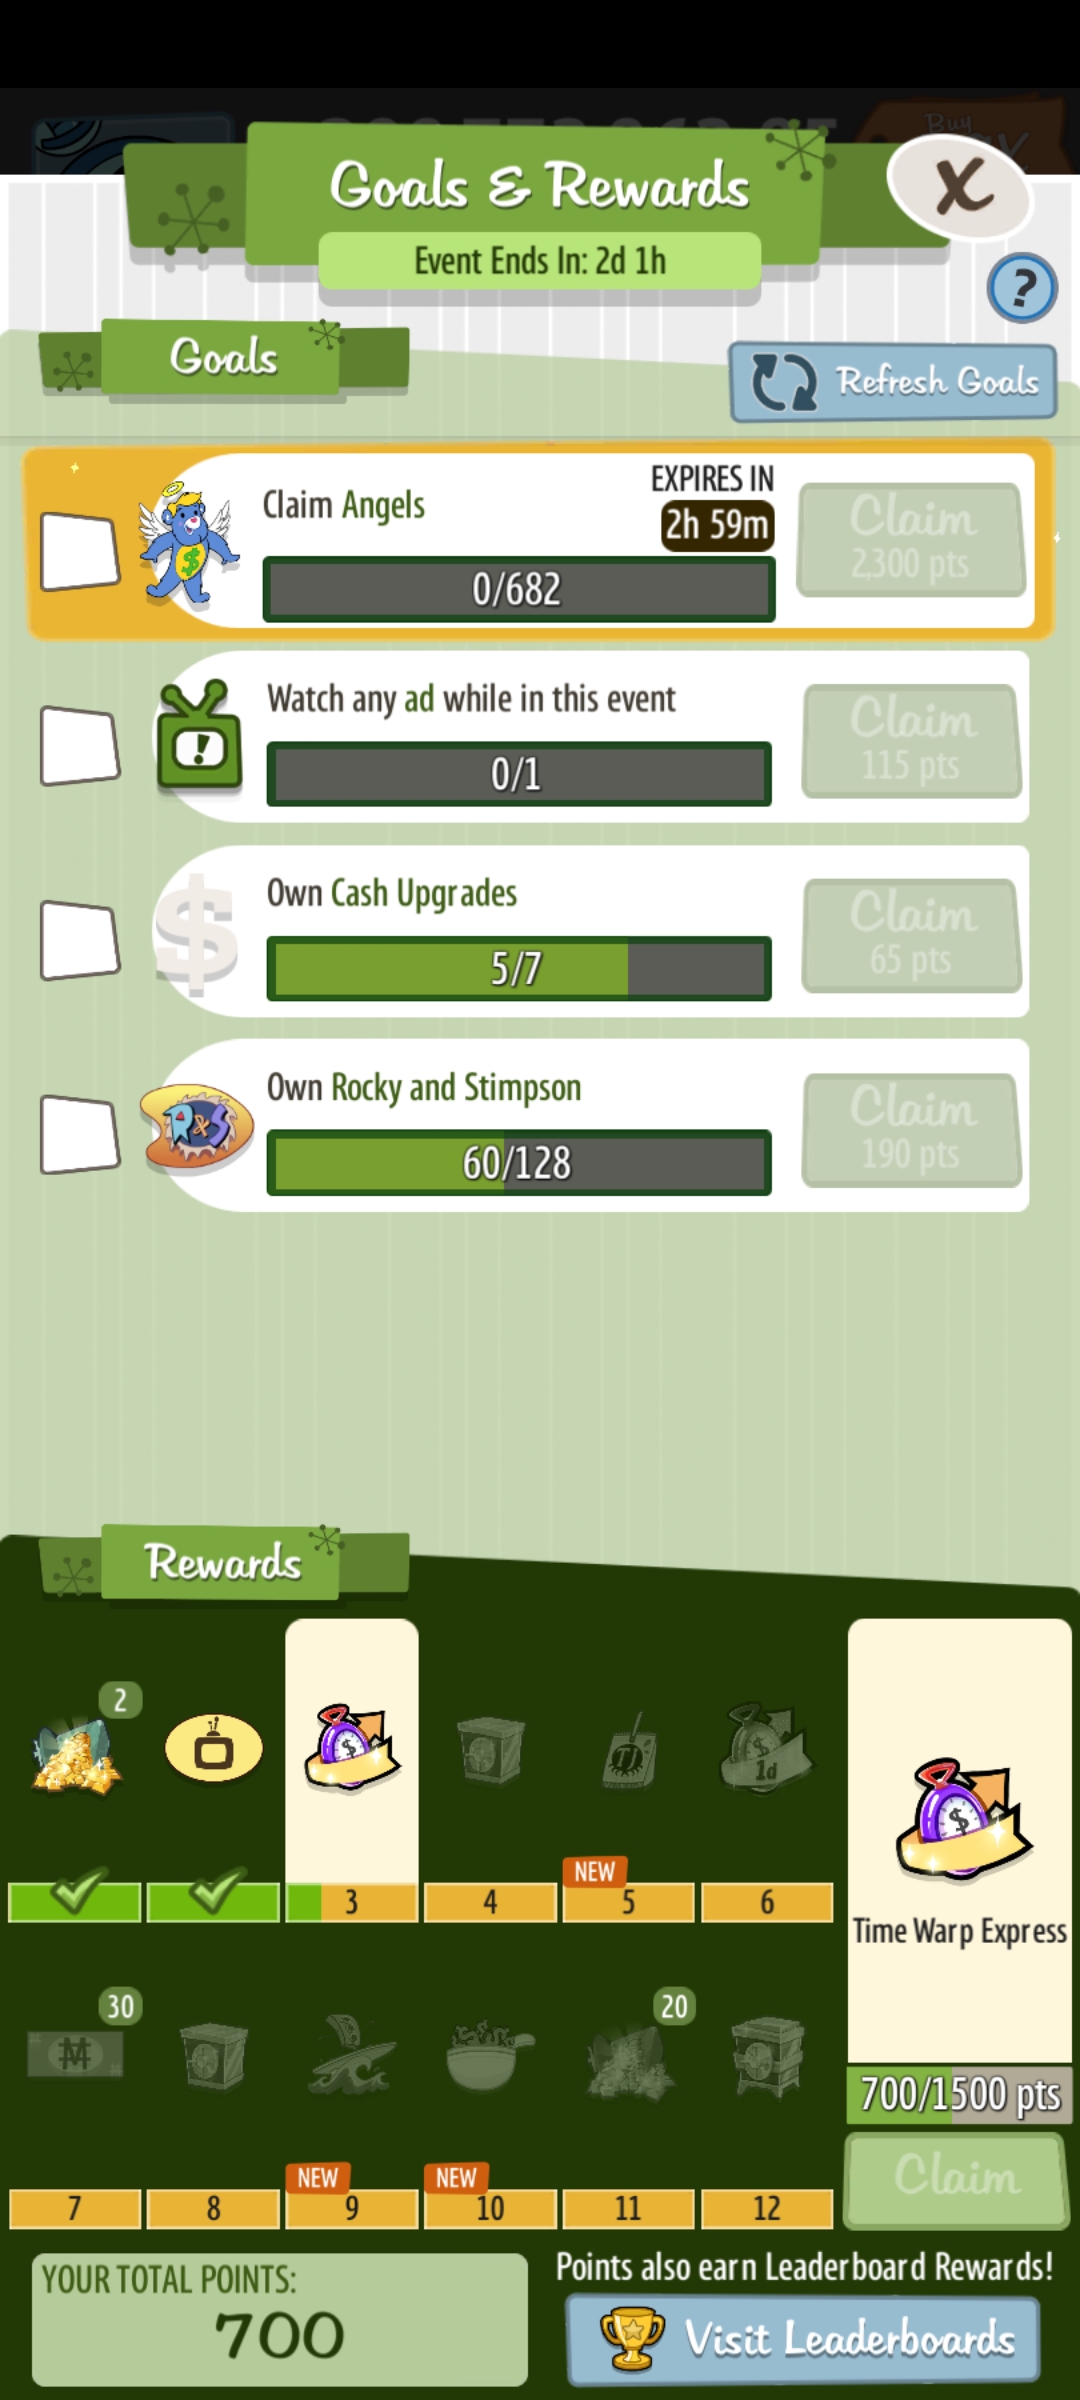 Buy
Goals & Rewards
X
Event Ends In: 2d 1h
?
Goals
Refresh Goals
Claim Angels
EXPIRES IN
2h 59m
0/682
Claim
2,300 pts
Watch any ad while in this event
!
0/1
Claim
115 pts
Own Cash Upgrades
$
5/7
Claim
65 pts
Own Rocky and Stimpson
R&S
60/128
Claim
190 pts
Rewards
2
TJ
1d
NEW
3
4
5
6
30
20
Time Warp Express
700/1500 pts
NEW
NEW
7
8
9
10
11
12
Claim
YOUR TOTAL POINTS:
700
Points also earn Leaderboard Rewards!
Visit Leaderboards